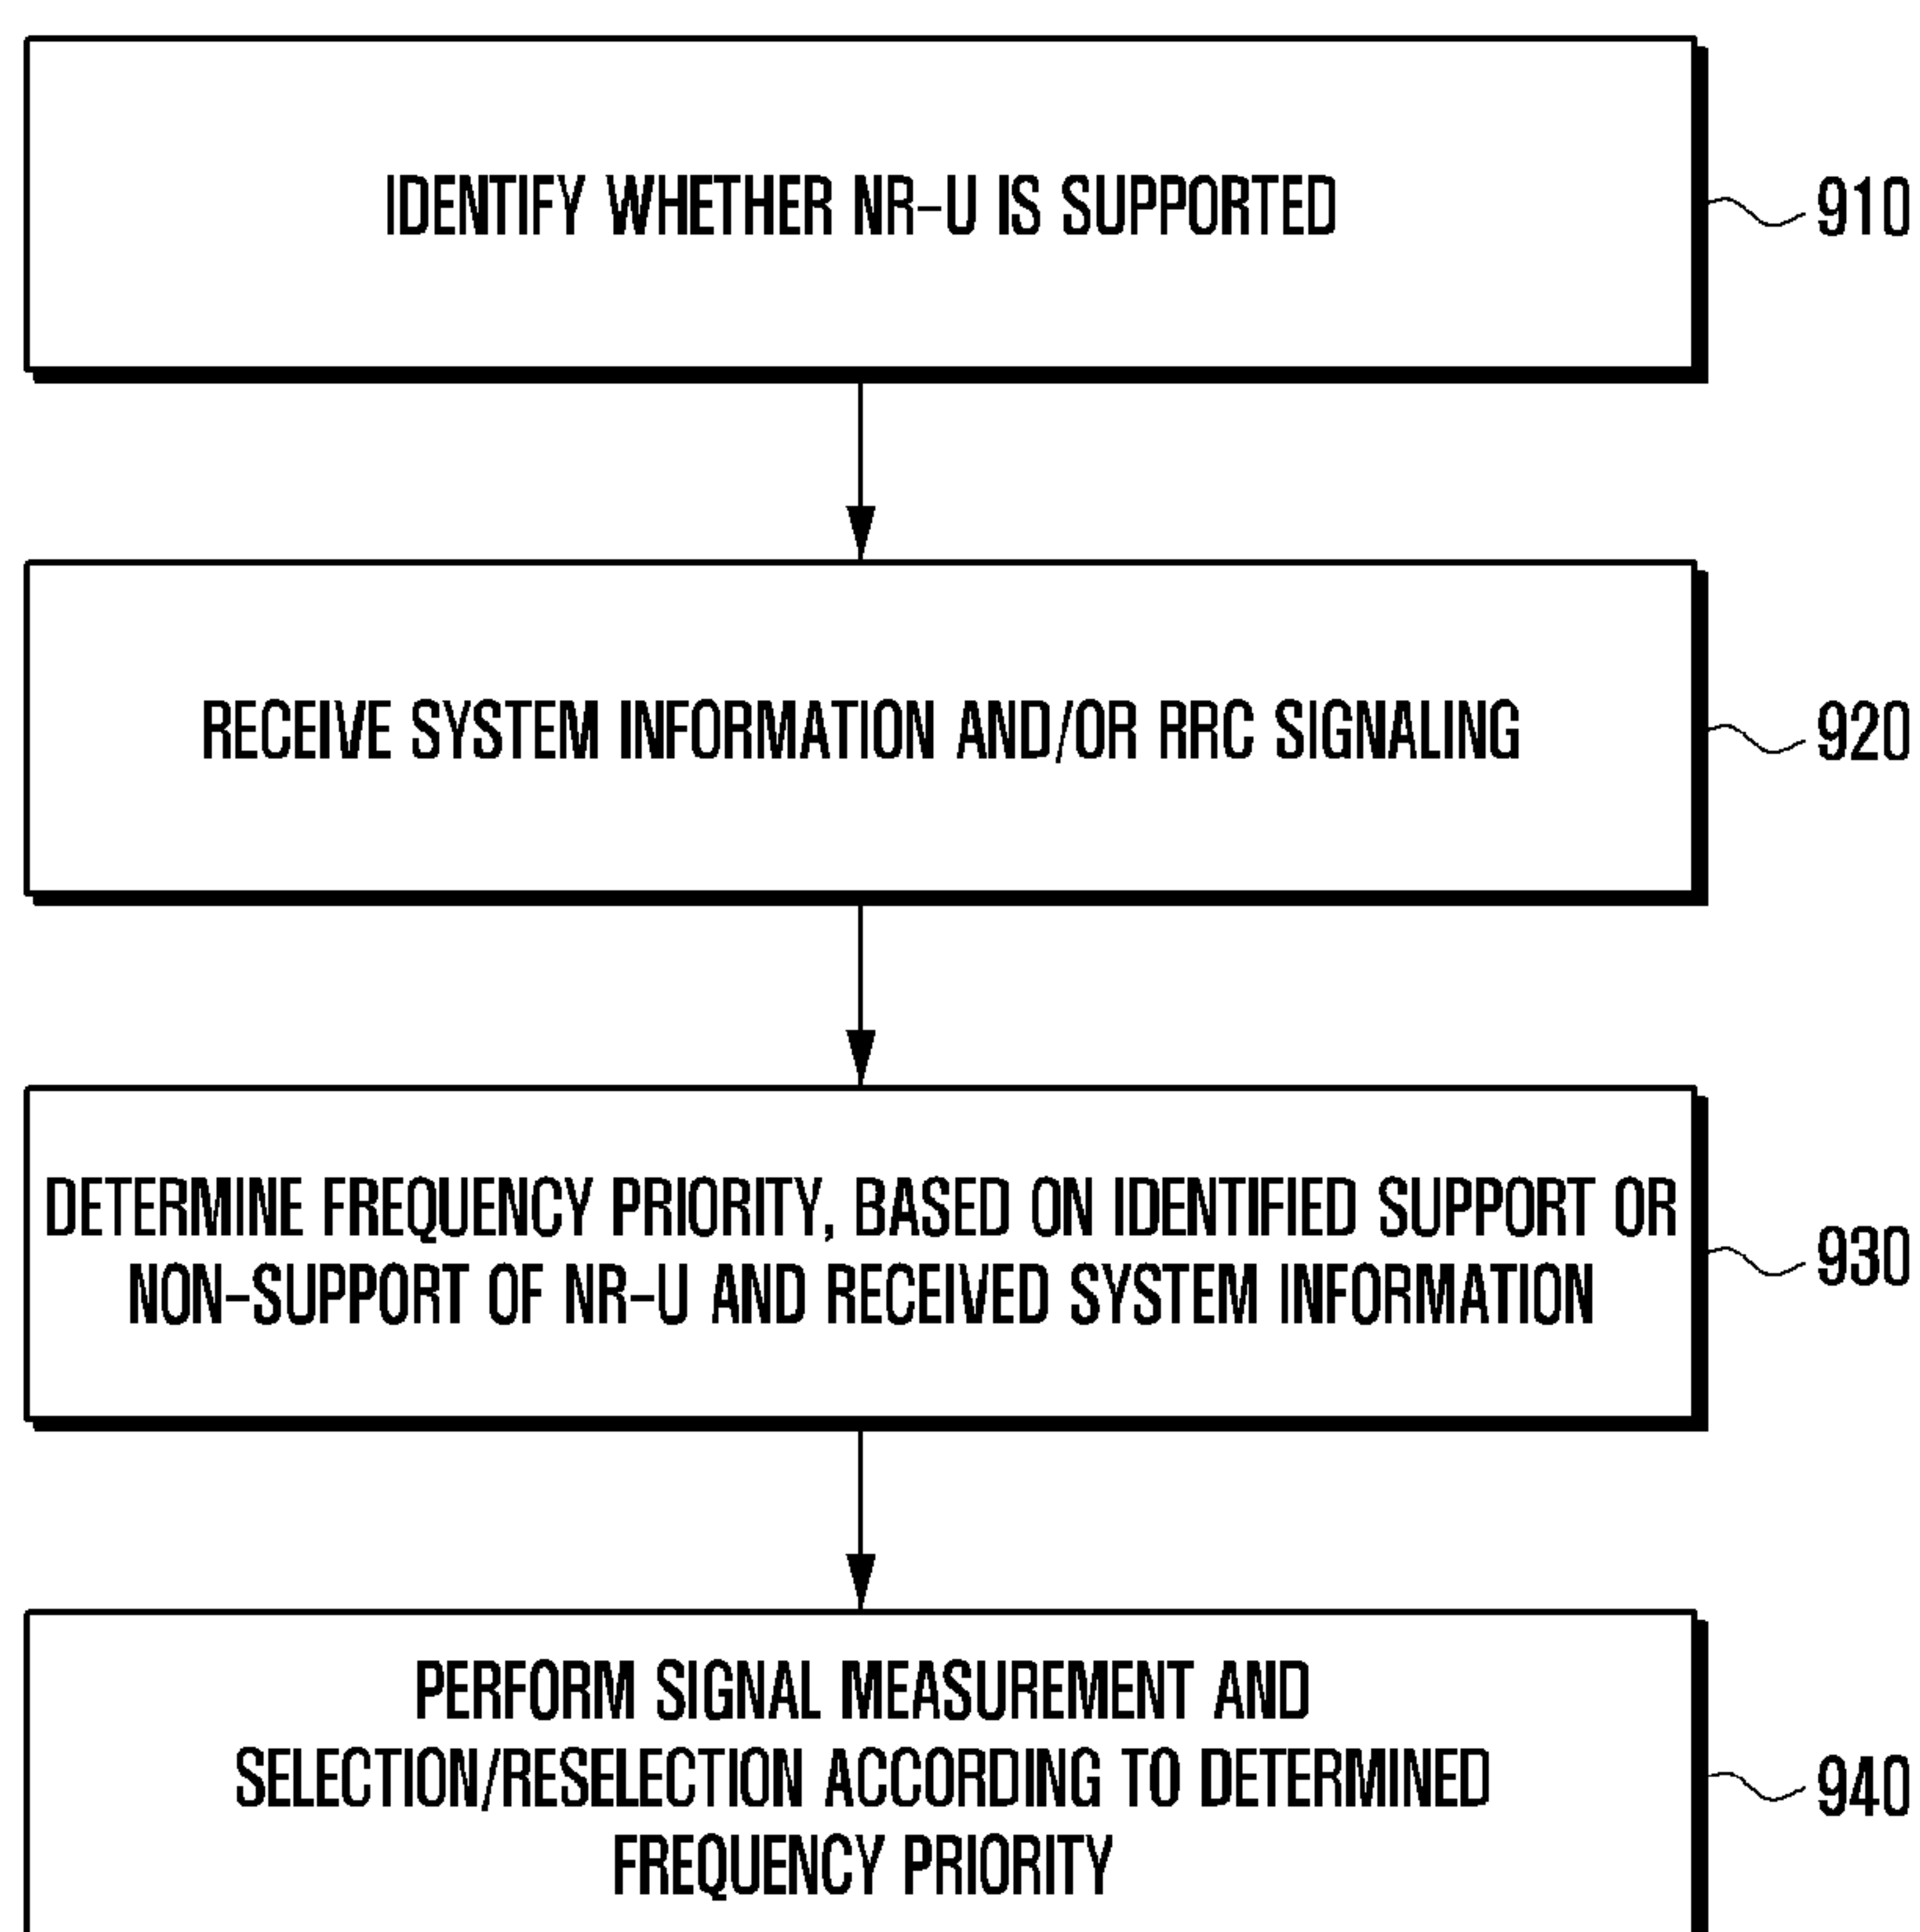 IDENTIFY WHETHER NR-U IS SUPPORTED
910
RECEIVE SYSTEM INFORMATION AND/OR RRC SIGNALING
920
DETERMINE FREQUENCY PRIORITY, BASED ON IDENTIFIED SUPPORT OR
NON-SUPPORT OF NR-U AND RECEIVED SYSTEM INFORMATION
930
PERFORM SIGNAL MEASUREMENT AND
SELECTION/RESELECTION ACCORDING TO DETERMINED
FREQUENCY PRIORITY
940